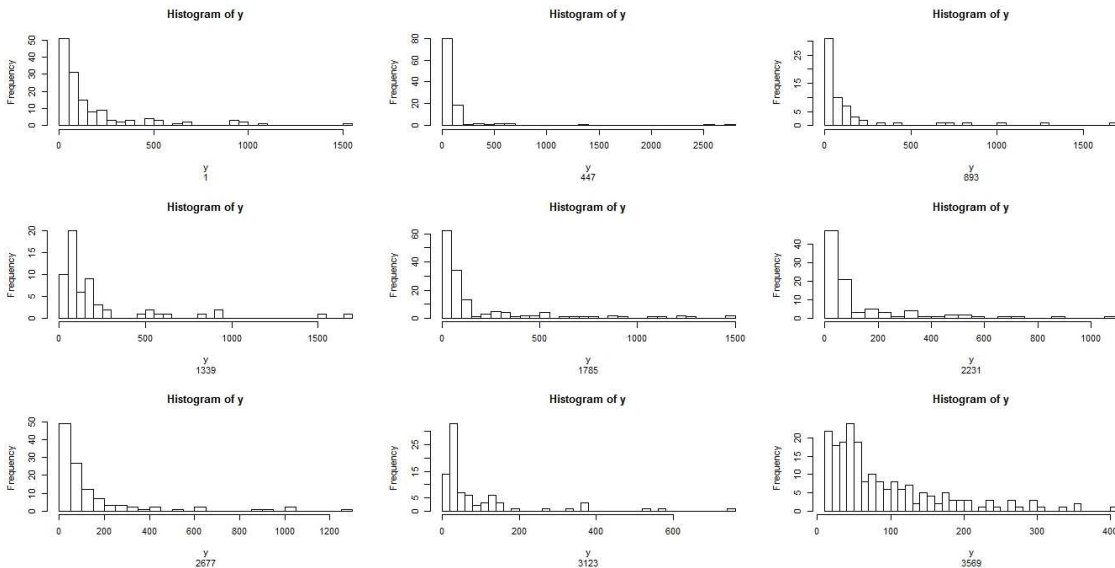 Histogram of y
Frequency
0 10 20 30 40 50
0 500 1000 1500
y
1
Histogram of y
Frequency
0 20 40 60 80
0 500 1000 1500 2000 2500
y
447
Histogram of y
Frequency
0 5 15 25
0 500 1000 1500
y
893
Histogram of y
Frequency
0 5 10 15 20
0 500 1000 1500
y
1339
Histogram of y
Frequency
0 20 40 60
0 500 1000 1500
y
1785
Histogram of y
Frequency
0 10 20 30 40
0 200 400 600 800 1000
y
2231
Histogram of y
Frequency
0 10 20 30 40 50
0 200 400 600 800 1000 1200
y
2677
Histogram of y
Frequency
0 5 15 25
0 200 400 600
y
3123
Histogram of y
Frequency
0 5 10 15 20
0 100 200 300 400
y
3569